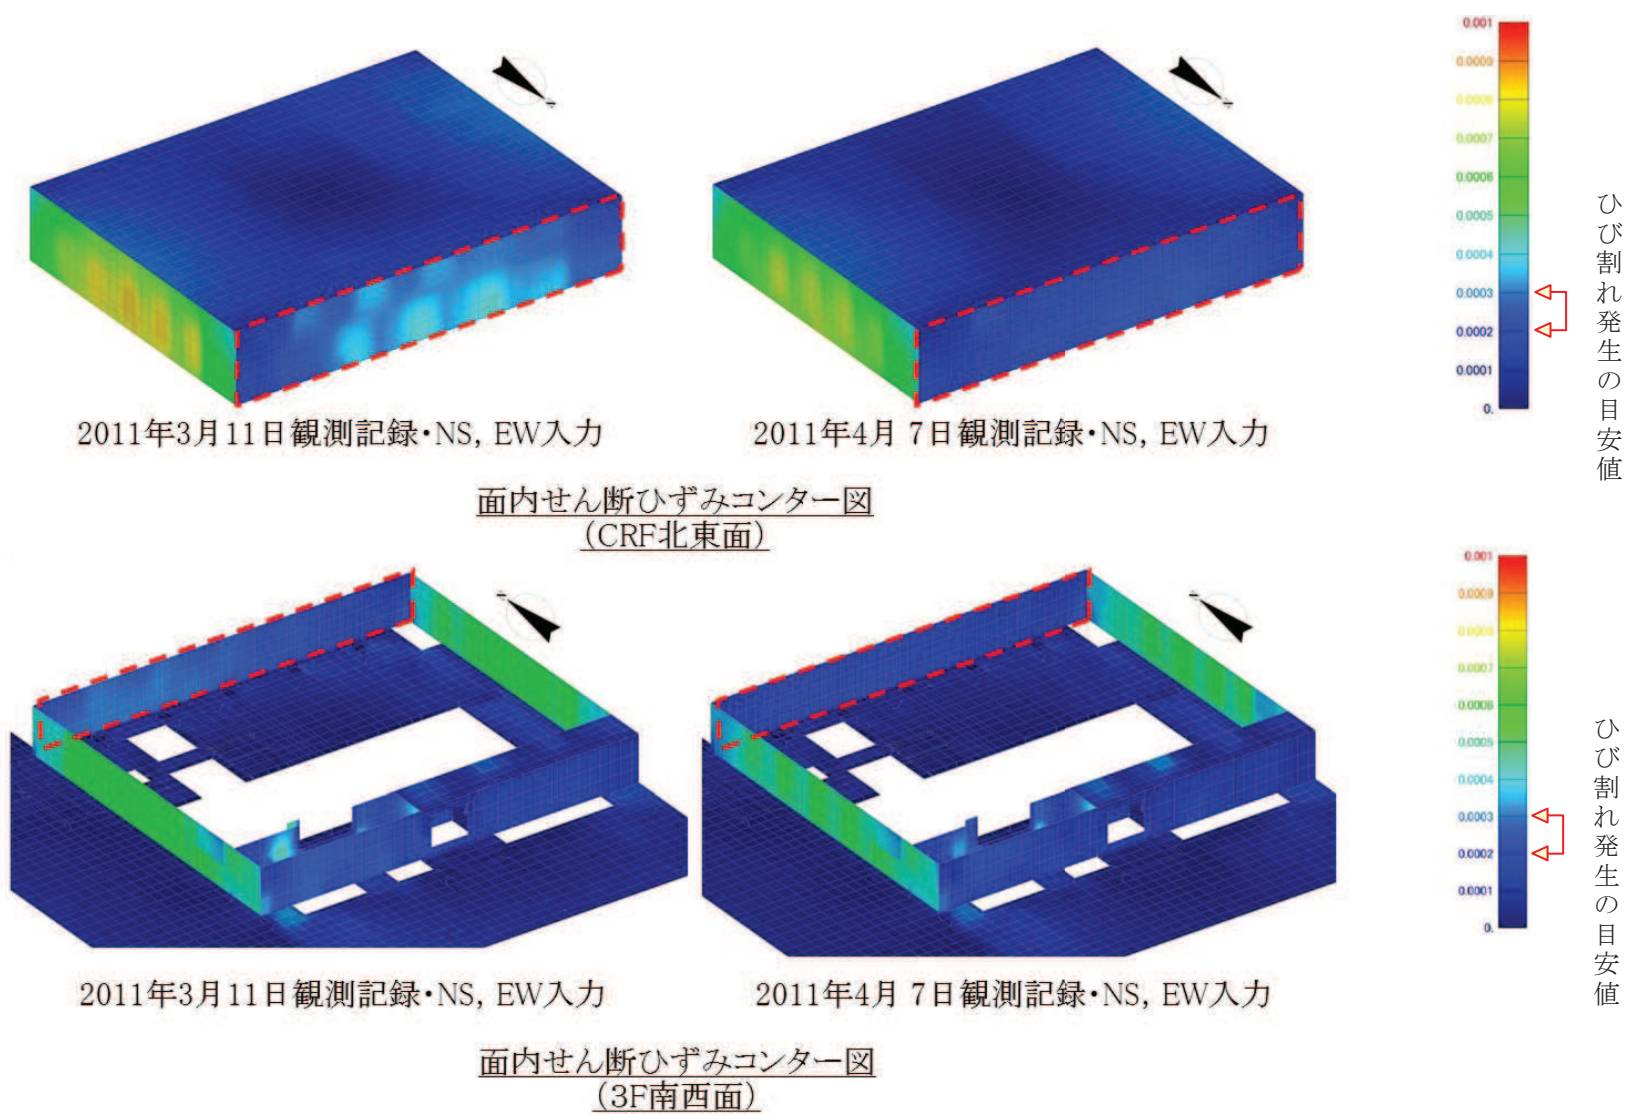 0.001
0.0009
0.0008
0.0007
0.0006
0.0005
0.0004
0.0003
0.0002
0.0001
0.
ひび割れ発生の目安値
2011年3月11日観測記録・NS, EW入力
2011年4月 7日観測記録・NS, EW入力
面内せん断ひずみコンター図
(CRF北東面)
0.001
0.0009
0.0008
0.0007
0.0006
0.0005
0.0004
0.0003
0.0002
0.0001
0.
ひび割れ発生の目安値
2011年3月11日観測記録・NS, EW入力
2011年4月 7日観測記録・NS, EW入力
面内せん断ひずみコンター図
(3F南西面)